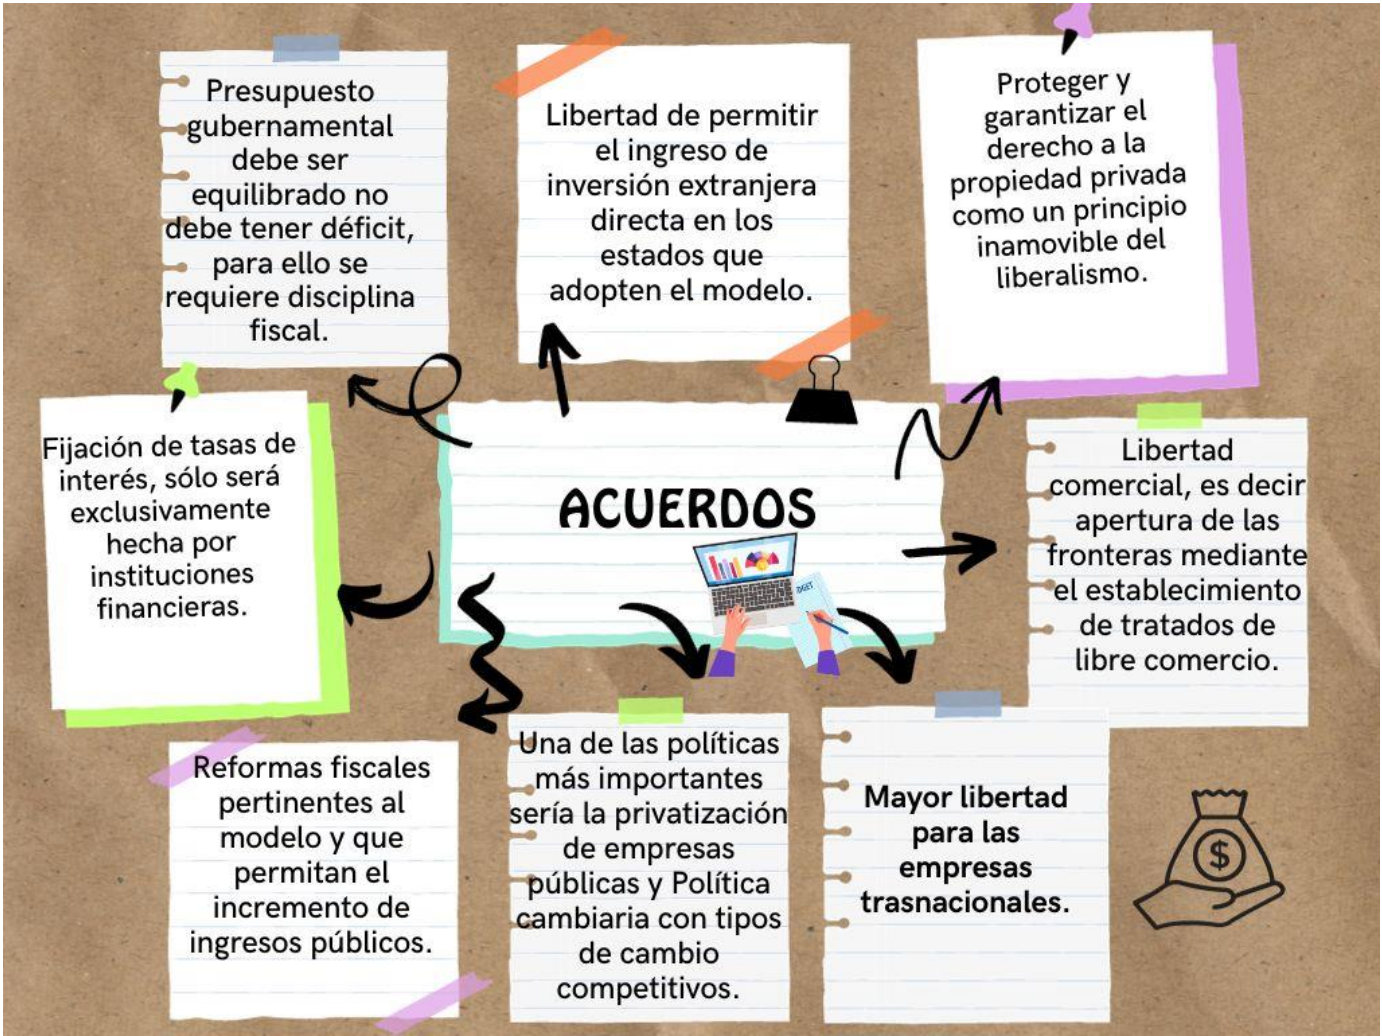 Presupuesto
gubernamental
debe ser
equilibrado no
debe tener déficit,
para ello se
requiere disciplina
fiscal.
Libertad de permitir
el ingreso de
inversión extranjera
directa en los
estados que
adopten el modelo.
Proteger y
garantizar el
derecho a la
propiedad privada
como un principio
inamovible del
liberalismo.
Fijación de tasas de
interés, sólo será
exclusivamente
hecha por
instituciones
financieras.
ACUERDOS
Libertad
comercial, es decir
apertura de las
fronteras mediante
el establecimiento
de tratados de
libre comercio.
Reformas fiscales
pertinentes al
modelo y que
permitan el
incremento de
ingresos públicos.
Una de las políticas
más importantes
sería la privatización
de empresas
públicas y Política
cambiaria con tipos
de cambio
competitivos.
Mayor libertad
para las
empresas
trasnacionales.
$